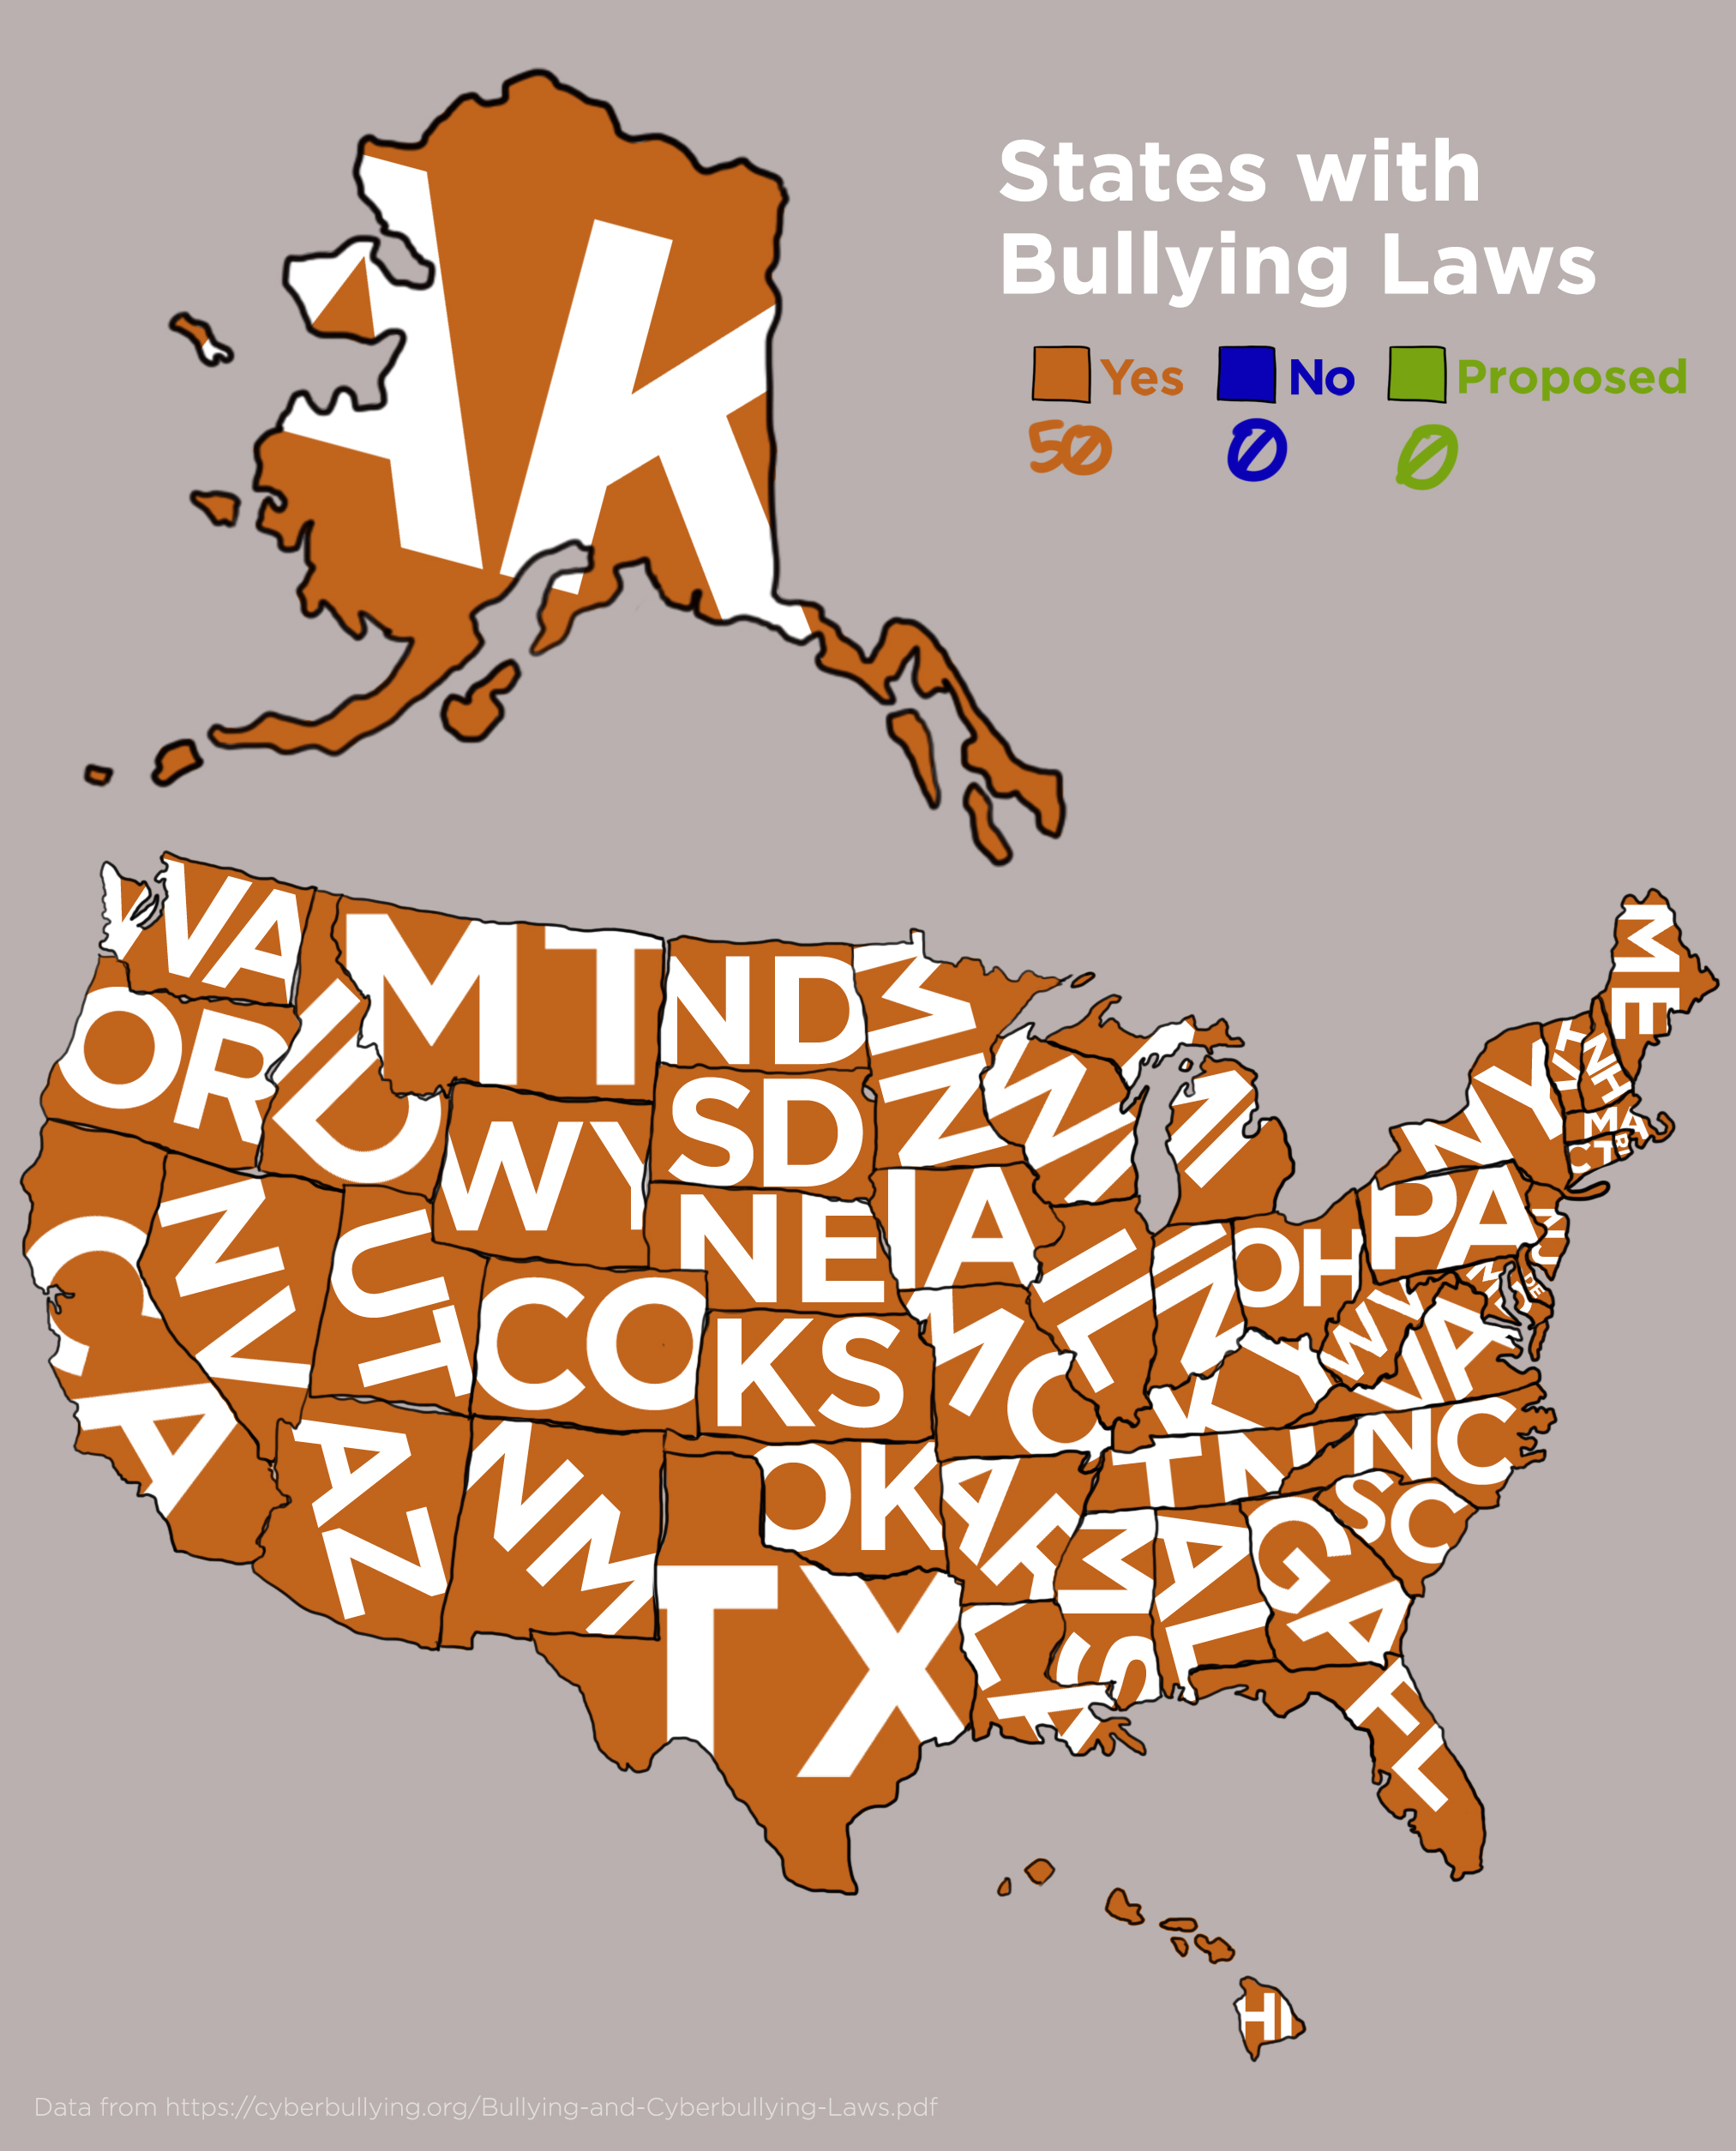 States with
Bullying Laws
Yes No Proposed
50 0 0
AK
WA
OR
ID
MT
ND
SD
MN
WI
MI
WY
NE
IA
CA
NV
UT
CO
KS
MO
IL
IN
OH
PA
NY
VT
NH
ME
MA
RI
CT
NJ
DE
MD
WV
VA
KY
TN
NC
SC
AZ
NM
OK
TX
AR
LA
MS
AL
GA
FL
HI
Data from https://cyberbullying.org/Bullying-and-Cyberbullying-Laws.pdf